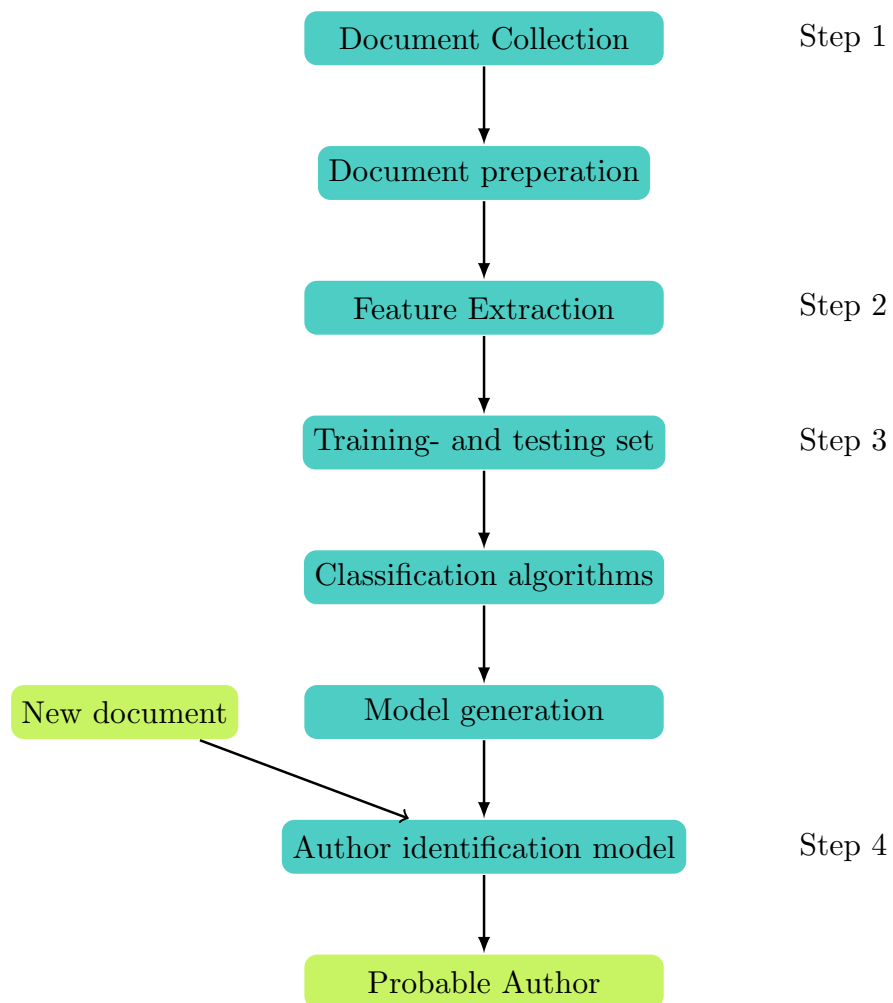 Document Collection
Step 1
Document preperation
Feature Extraction
Step 2
Training- and testing set
Step 3
Classification algorithms
New document
Model generation
Author identification model
Step 4
Probable Author